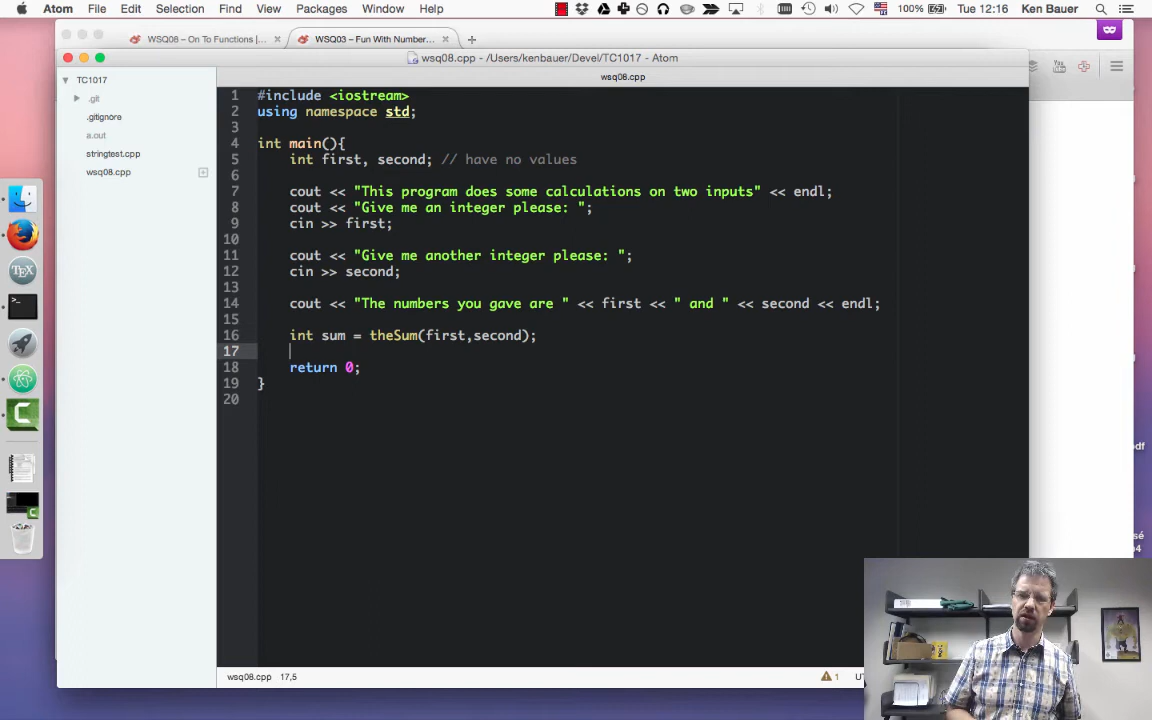 Atom File Edit Selection Find View Packages Window Help 100% Tue 12:16 Ken Bauer
WSQ08 – On To Functions |... WSQ03 – Fun With Number...
wsq08.cpp - /Users/kenbauer/Devel/TC1017 - Atom
TC1017
.git
.gitignore
a.out
stringtest.cpp
wsq08.cpp
wsq08.cpp
1 #include <iostream>
2 using namespace std;
3
4 int main(){
5 int first, second; // have no values
6
7 cout << "This program does some calculations on two inputs" << endl;
8 cout << "Give me an integer please: ";
9 cin >> first;
10
11 cout << "Give me another integer please: ";
12 cin >> second;
13
14 cout << "The numbers you gave are " << first << " and " << second << endl;
15
16 int sum = theSum(first,second);
17
18 return 0;
19 }
20
wsq08.cpp 17,5
1
TEX